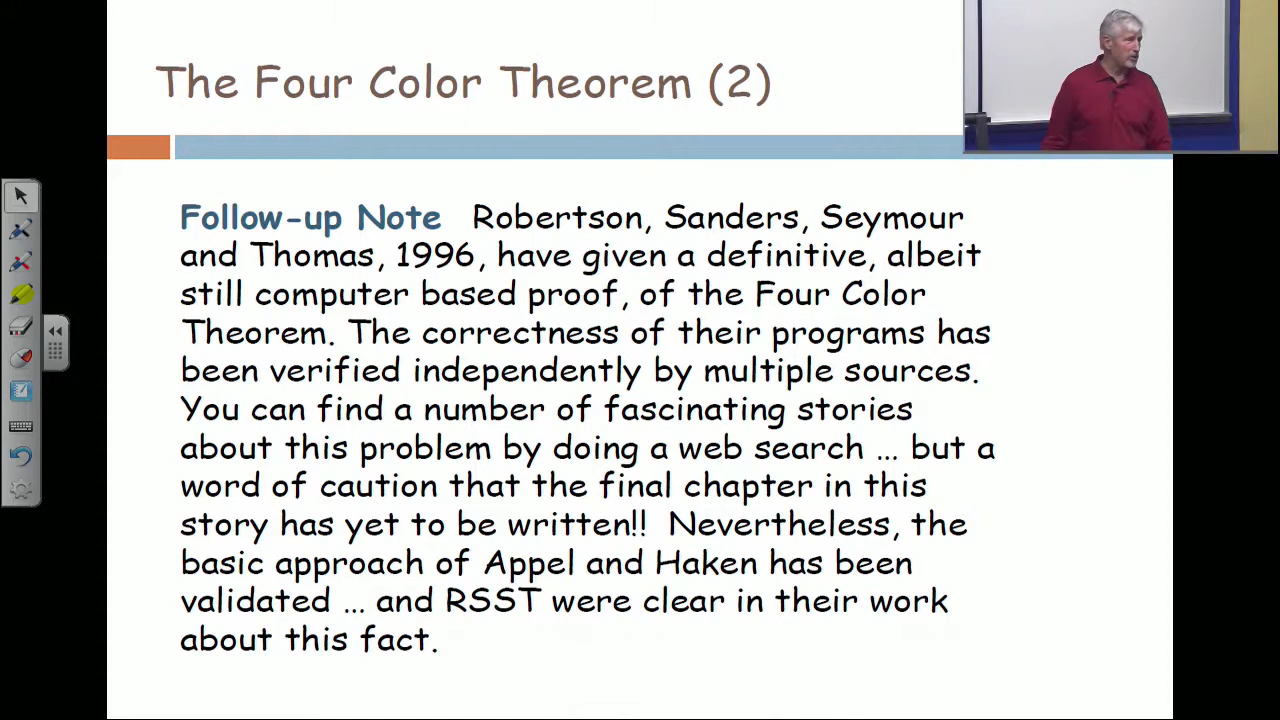 The Four Color Theorem (2)
Follow-up Note Robertson, Sanders, Seymour
and Thomas, 1996, have given a definitive, albeit
still computer based proof, of the Four Color
Theorem. The correctness of their programs has
been verified independently by multiple sources.
You can find a number of fascinating stories
about this problem by doing a web search ... but a
word of caution that the final chapter in this
story has yet to be written!! Nevertheless, the
basic approach of Appel and Haken has been
validated ... and RSST were clear in their work
about this fact.